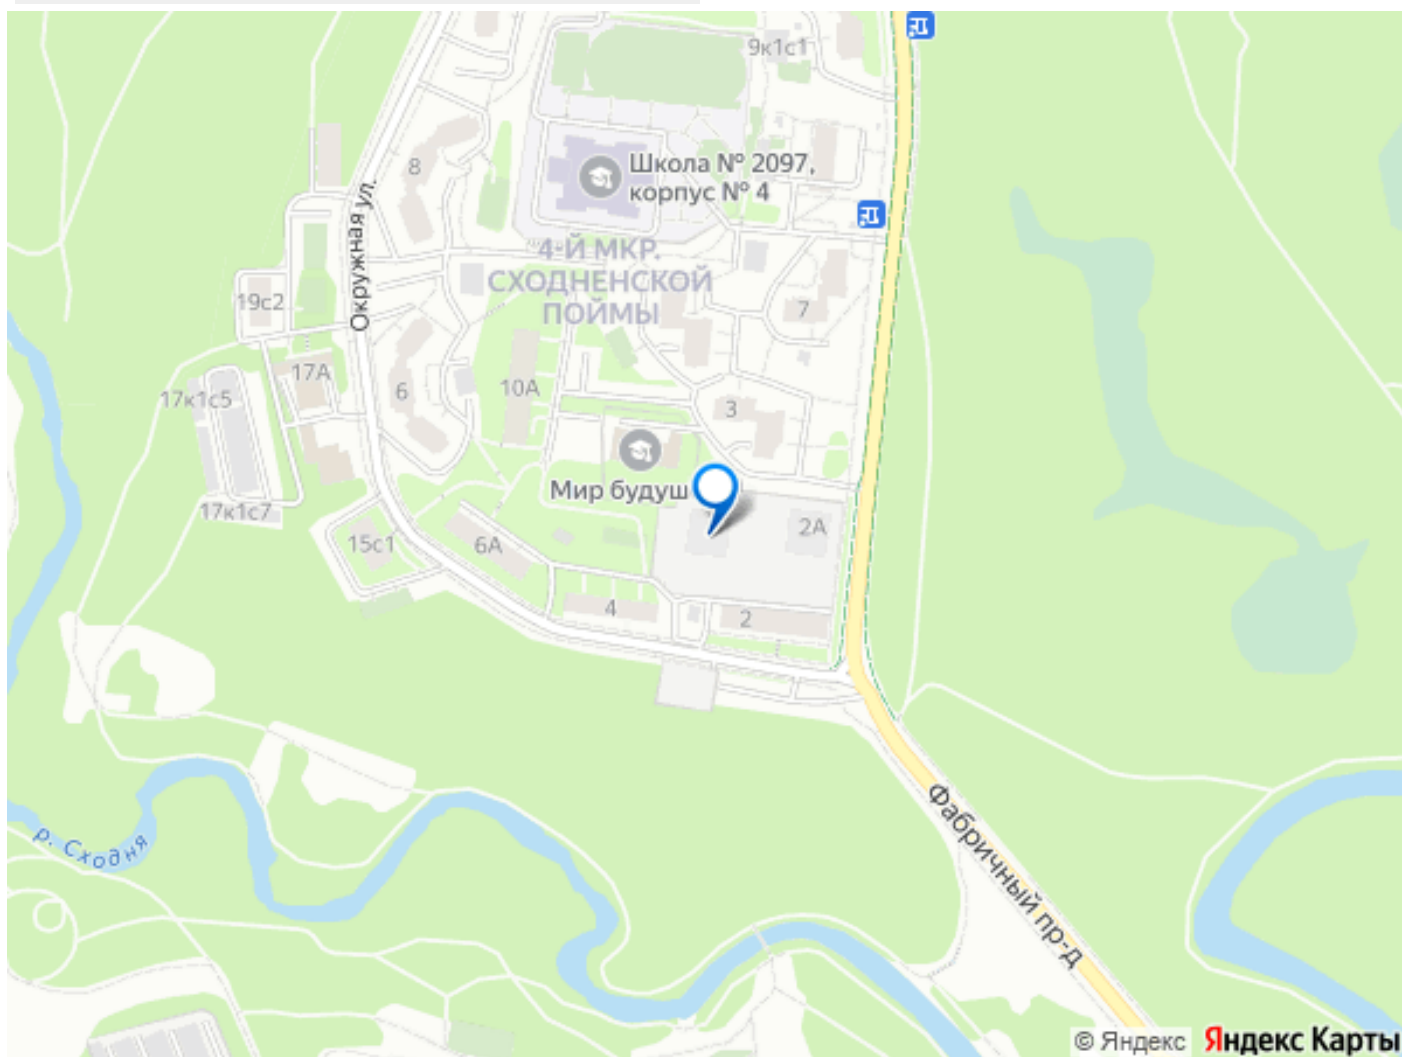 9к1с1
Школа № 2097,
корпус № 4
8
Окружная ул.
4-Й МКР.
СХОДНЕНСКОЙ
ПОЙМЫ
19с2
7
17А
17к1с5
6
10А
3
Мир будущ
17к1с7
15с1
6А
2А
4
2
Фабричный пр-д
р. Сходня
© Яндекс Яндекс Карты